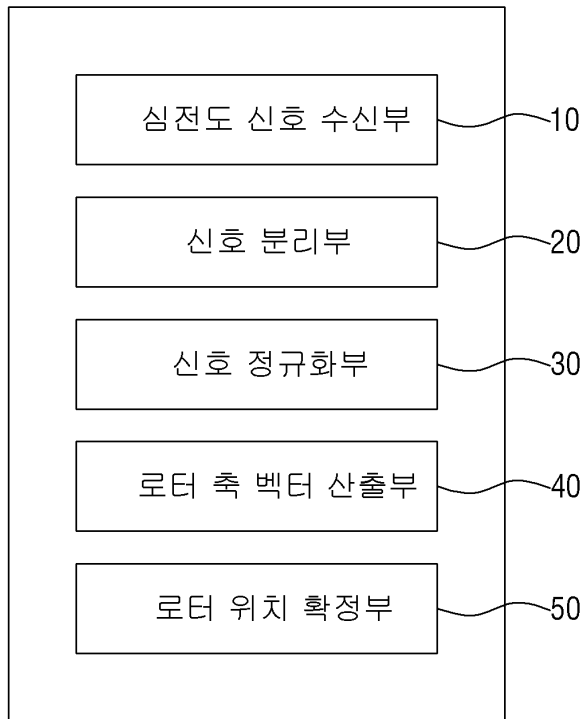 심전도 신호 수신부 10
신호 분리부 20
신호 정규화부 30
로터 축 벡터 산출부 40
로터 위치 확정부 50